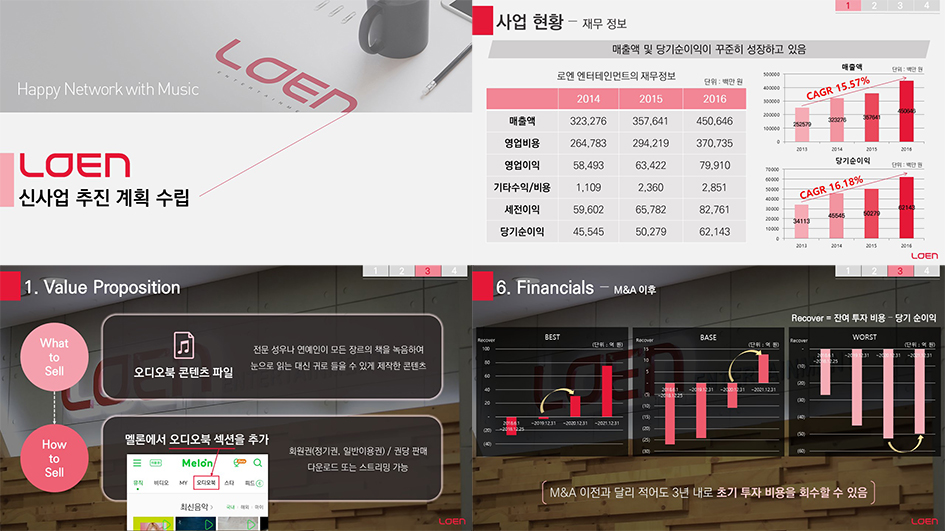 Happy Network with Music
LOEN
LOEN
신사업 추진 계획 수립
1 2 3 4
사업 현황 – 재무 정보
매출액 및 당기순이익이 꾸준히 성장하고 있음
로엔 엔터테인먼트의 재무정보
단위 : 백만 원
2014 2015 2016
매출액 323,276 357,641 450,646
영업비용 264,783 294,219 370,735
영업이익 58,493 63,422 79,910
기타수익/비용 1,109 2,360 2,851
세전이익 59,602 65,782 82,761
당기순이익 45,545 50,279 62,143
매출액
단위 : 백만 원
CAGR 15.57%
500000
400000
300000
200000
100000
0
252579 323276 357641 450645
2013 2014 2015 2016
당기순이익
단위 : 백만 원
CAGR 16.18%
70000
60000
50000
40000
30000
20000
10000
0
34113 45545 50279 62143
2013 2014 2015 2016
LOEN
1 2 3 4
1. Value Proposition
What
to
Sell
오디오북 콘텐츠 파일
전문 성우나 연예인이 모든 장르의 책을 녹음하여
눈으로 읽는 대신 귀로 들을 수 있게 제작한 콘텐츠
How
to
Sell
멜론에서 오디오북 섹션을 추가
Melon
뮤직 비디오 MY 오디오북 스타 피드
최신음악 >
국내 해외 아이
회원권(정기권, 일반이용권) / 권당 판매
다운로드 또는 스트리밍 가능
LOEN
1 2 3 4
6. Financials – M&A 이후
Recover = 잔여 투자 비용 – 당기 순이익
Recover
BEST
(단위 : 억 원)
100
80
60
40
20
0
(20)
(40)
2018.6.1
~2018.12.25
~2019.12.31
~2020.12.31
~2021.12.31
Recover
BASE
(단위 : 억 원)
15
10
5
0
(5)
(10)
(15)
(20)
(25)
(30)
2018.6.1
~2018.12.25
~2019.12.31
~2020.12.31
~2021.12.31
Recover
WORST
(단위 : 억 원)
0
(10)
(20)
(30)
(40)
(50)
(60)
~2019.12.31
~2020.12.31
~2021.12.31
M&A 이전과 달리 적어도 3년 내로 초기 투자 비용을 회수할 수 있음
LOEN